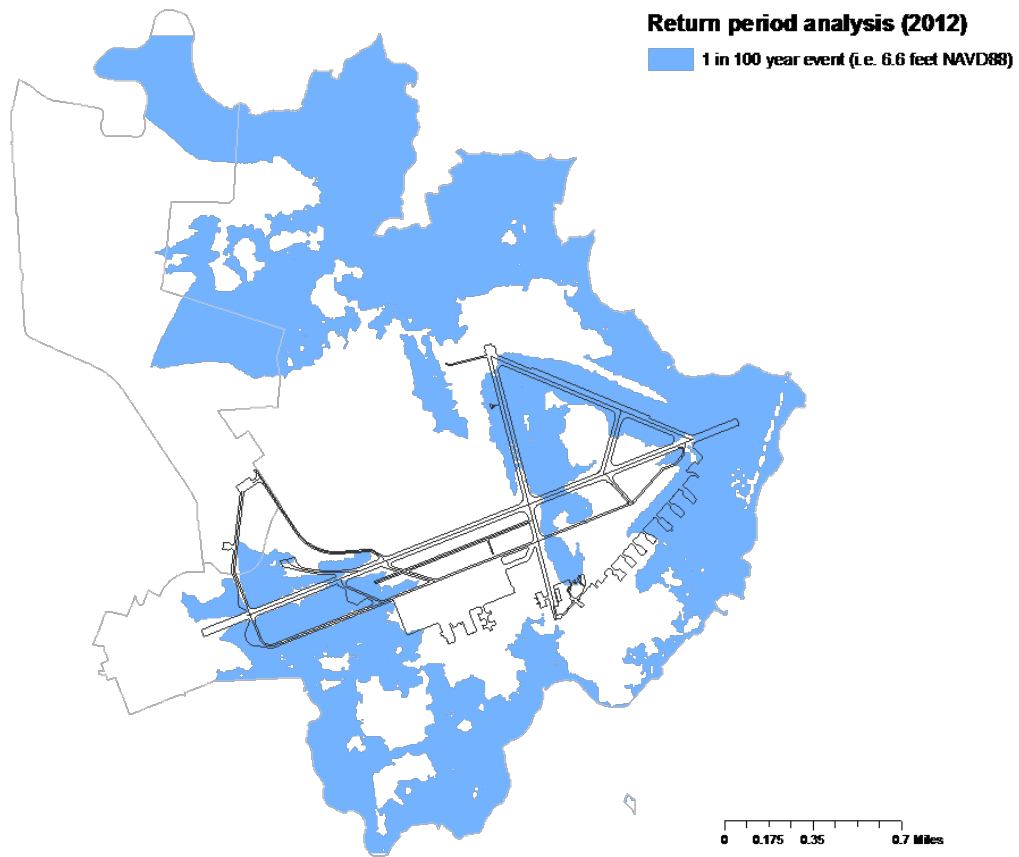 Return period analysis (2012)
1 in 100 year event (i.e. 6.6 feet NAVD88)
0 0.175 0.35 0.7 Miles